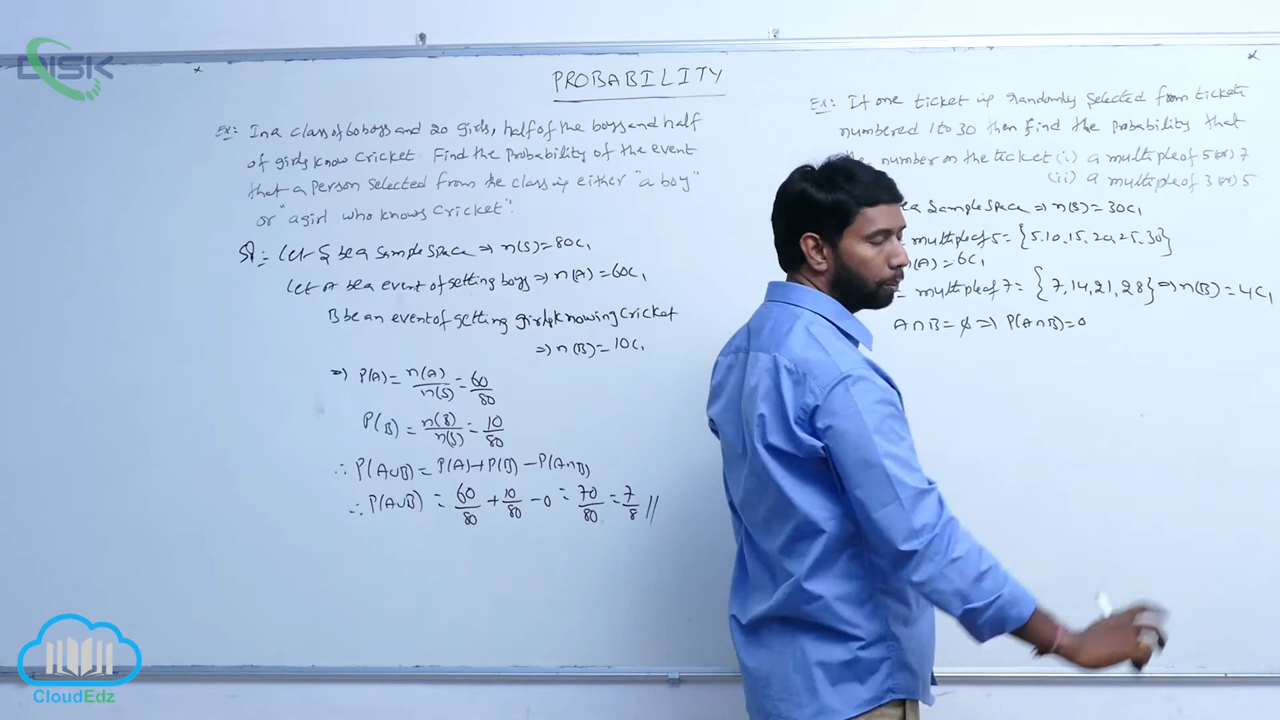 DISK
PROBABILITY
Ex: In a class of 60 boys and 20 girls, half of the boys and half
of girls know cricket. Find the probability of the event
that a person selected from the class is either "a boy"
or "a girl who knows cricket".
Sol: Let S be a sample space ⇒ n(S) = 80C₁
Let A be a event of getting boys ⇒ n(A) = 60C₁
B be an event of getting girls knowing cricket
⇒ n(B) = 10C₁
⇒ P(A) = n(A)/n(S) = 60/80
P(B) = n(B)/n(S) = 10/80
∴ P(A∪B) = P(A) + P(B) − P(A∩B)
∴ P(A∪B) = 60/80 + 10/80 − 0 = 70/80 = 7/8 //
Ex: If one ticket is randomly selected from tickets
numbered 1 to 30 then find the probability that
the number on the ticket (i) a multiple of 5 (or) 7
(ii) a multiple of 3 (or) 5
be a sample space ⇒ n(S) = 30C₁
multiple of 5 = {5,10,15,20,25,30}
n(A) = 6C₁
= multiple of 7 = {7,14,21,28} ⇒ n(B) = 4C₁
A∩B = ϕ ⇒ P(A∩B) = 0
CloudEdz